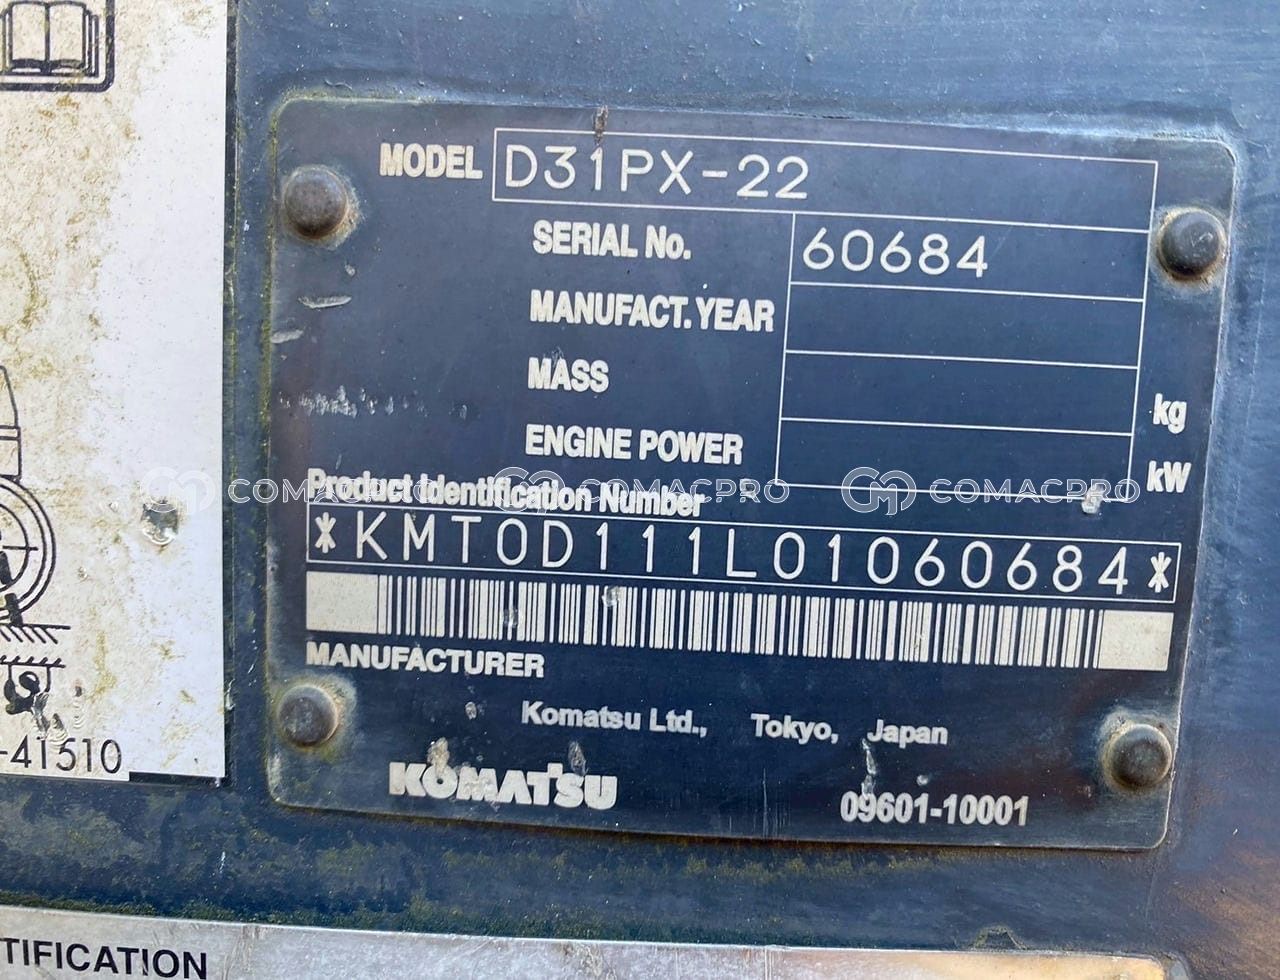 MODEL D31PX-22
SERIAL No. 60684
MANUFACT. YEAR
MASS kg
ENGINE POWER kW
Product Identification Number
COMACPRO COMACPRO COMACPRO
*KMT0D111L01060684*
MANUFACTURER
Komatsu Ltd., Tokyo, Japan
KOMATSU
09601-10001
-41510
TIFICATION